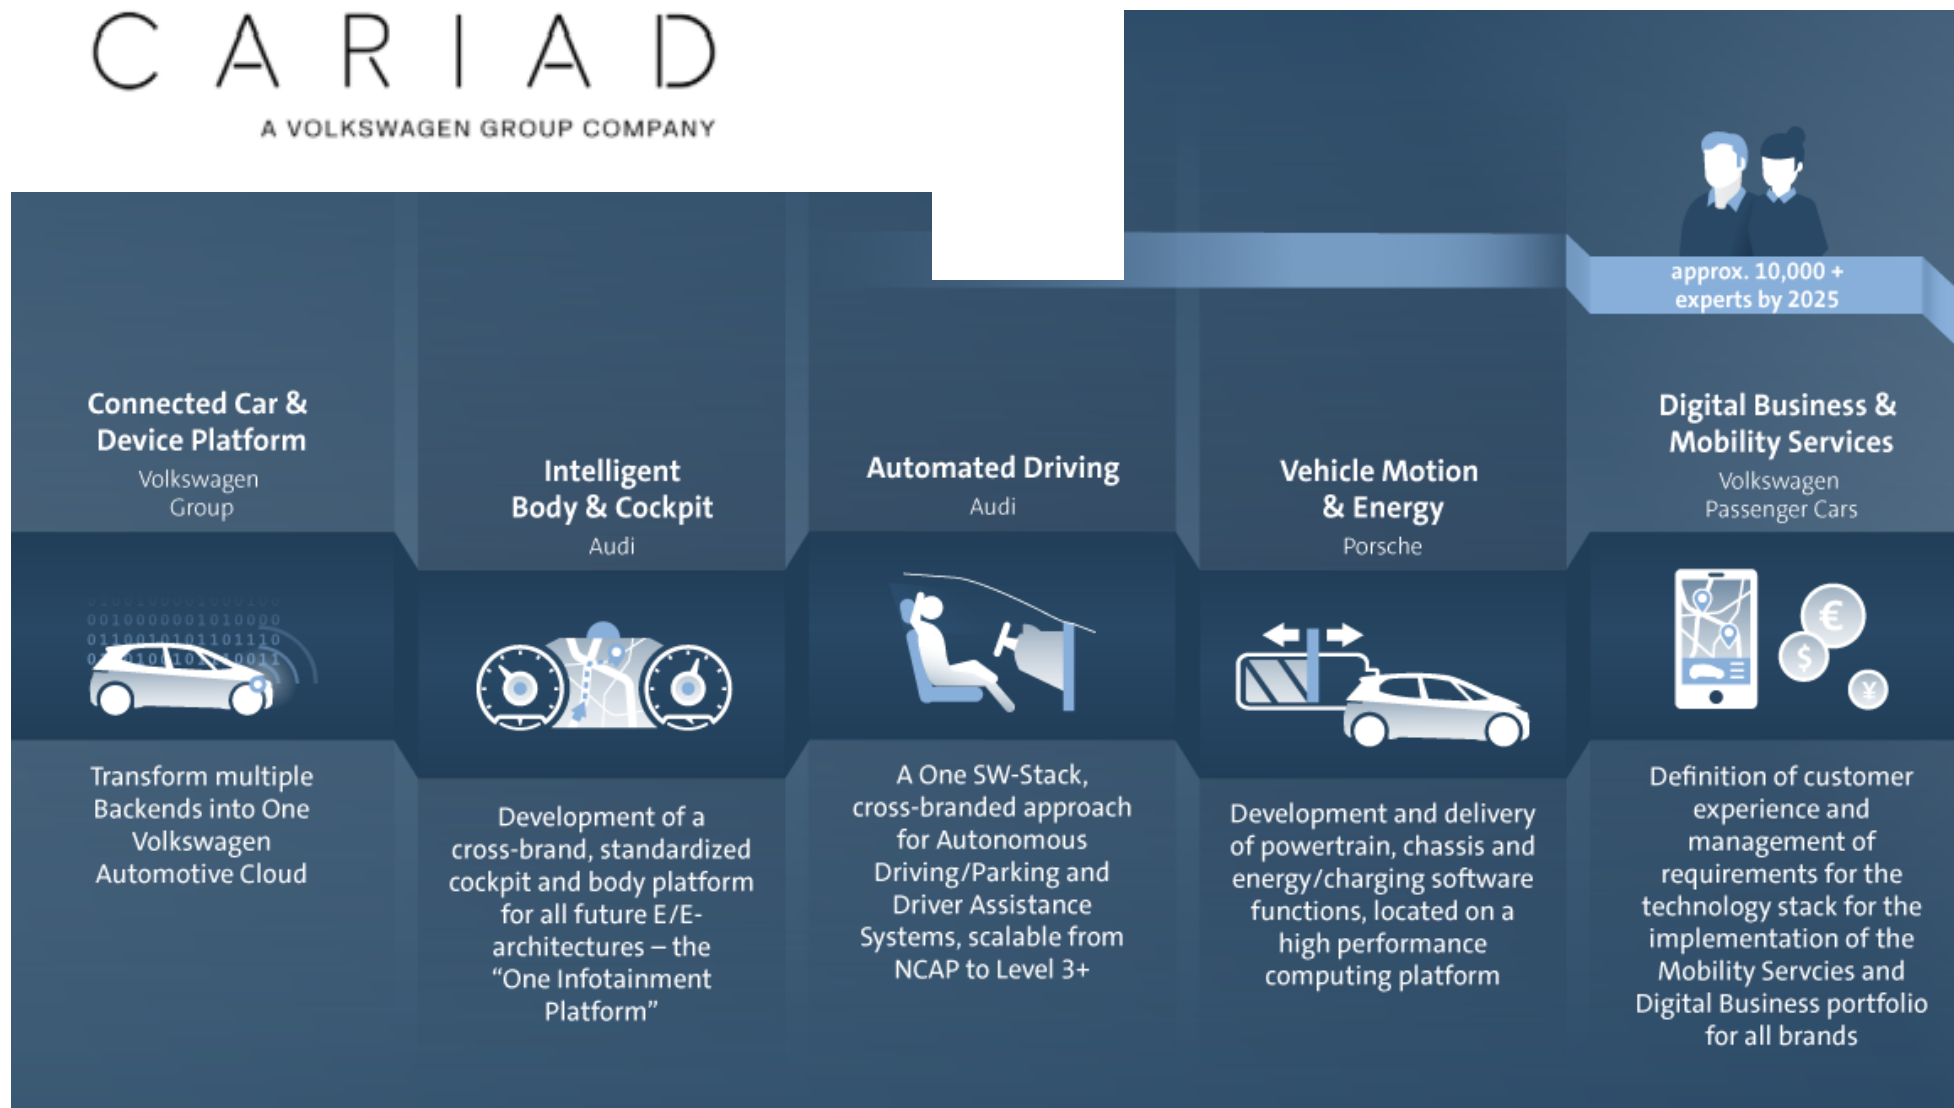 CARIAD
A VOLKSWAGEN GROUP COMPANY
approx. 10,000 +
experts by 2025
Connected Car &
Device Platform
Volkswagen
Group
0010000001010000
0110010101101110
Transform multiple
Backends into One
Volkswagen
Automotive Cloud
Intelligent
Body & Cockpit
Audi
Development of a
cross-brand, standardized
cockpit and body platform
for all future E/E-
architectures – the
“One Infotainment
Platform”
Automated Driving
Audi
A One SW-Stack,
cross-branded approach
for Autonomous
Driving/Parking and
Driver Assistance
Systems, scalable from
NCAP to Level 3+
Vehicle Motion
& Energy
Porsche
Development and delivery
of powertrain, chassis and
energy/charging software
functions, located on a
high performance
computing platform
Digital Business &
Mobility Services
Volkswagen
Passenger Cars
€
$
¥
Definition of customer
experience and
management of
requirements for the
technology stack for the
implementation of the
Mobility Servcies and
Digital Business portfolio
for all brands